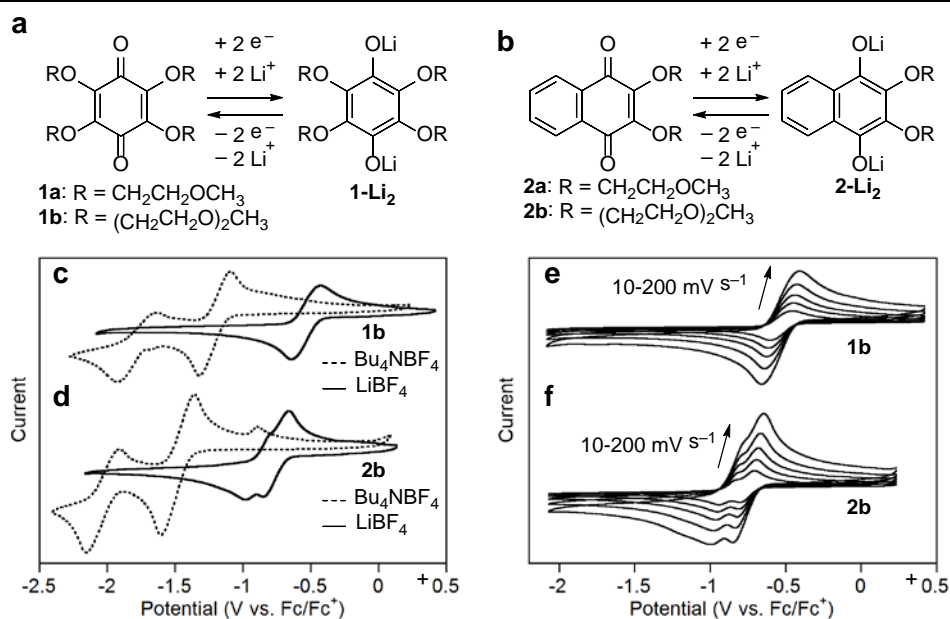 a
b
O
RO
OR
RO
OR
O
+ 2 e⁻
+ 2 Li⁺
− 2 e⁻
− 2 Li⁺
OLi
RO
OR
RO
OR
OLi
1a: R = CH₂CH₂OCH₃
1b: R = (CH₂CH₂O)₂CH₃
1-Li₂
O
OR
OR
O
+ 2 e⁻
+ 2 Li⁺
− 2 e⁻
− 2 Li⁺
OLi
OR
OR
OLi
2a: R = CH₂CH₂OCH₃
2b: R = (CH₂CH₂O)₂CH₃
2-Li₂
c
1b
Bu₄NBF₄
LiBF₄
d
2b
Bu₄NBF₄
LiBF₄
Current
-2.5 -2 -1.5 -1 -0.5 0 +0.5
Potential (V vs. Fc/Fc⁺)
e
10-200 mV s⁻¹
1b
f
10-200 mV s⁻¹
2b
Current
-2 -1.5 -1 -0.5 0 +0.5
Potential (V vs. Fc/Fc⁺)